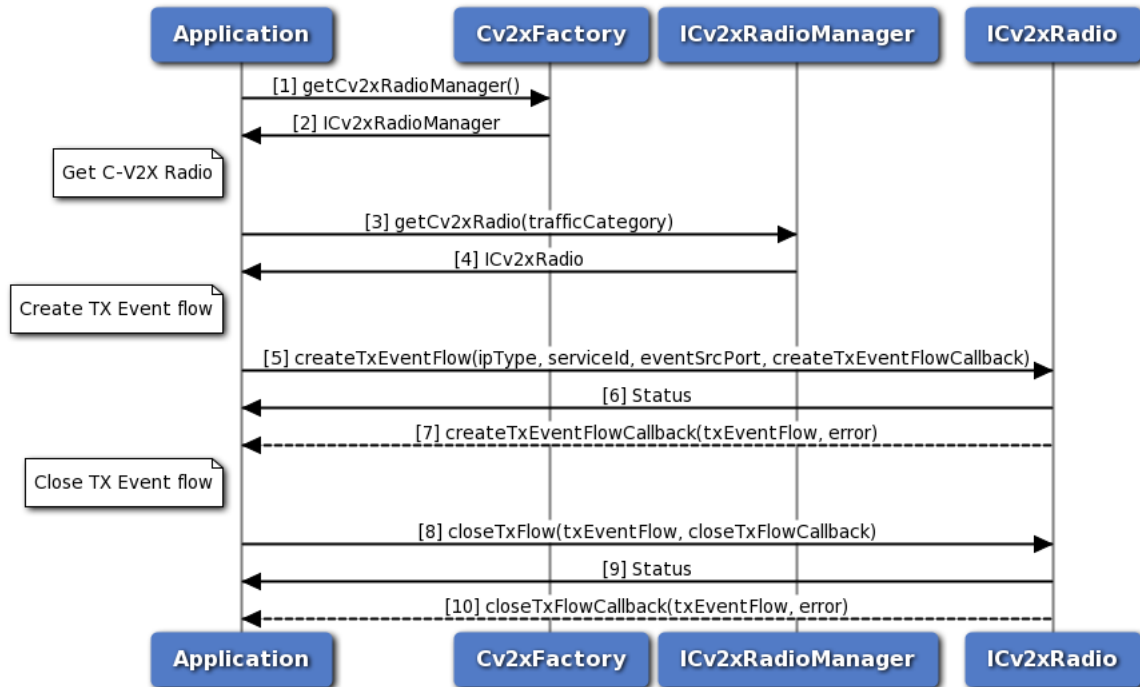 Application Cv2xFactory ICv2xRadioManager ICv2xRadio
[1] getCv2xRadioManager()
[2] ICv2xRadioManager
Get C-V2X Radio
[3] getCv2xRadio(trafficCategory)
[4] ICv2xRadio
Create TX Event flow
[5] createTxEventFlow(ipType, serviceId, eventSrcPort, createTxEventFlowCallback)
[6] Status
[7] createTxEventFlowCallback(txEventFlow, error)
Close TX Event flow
[8] closeTxFlow(txEventFlow, closeTxFlowCallback)
[9] Status
[10] closeTxFlowCallback(txEventFlow, error)
Application Cv2xFactory ICv2xRadioManager ICv2xRadio